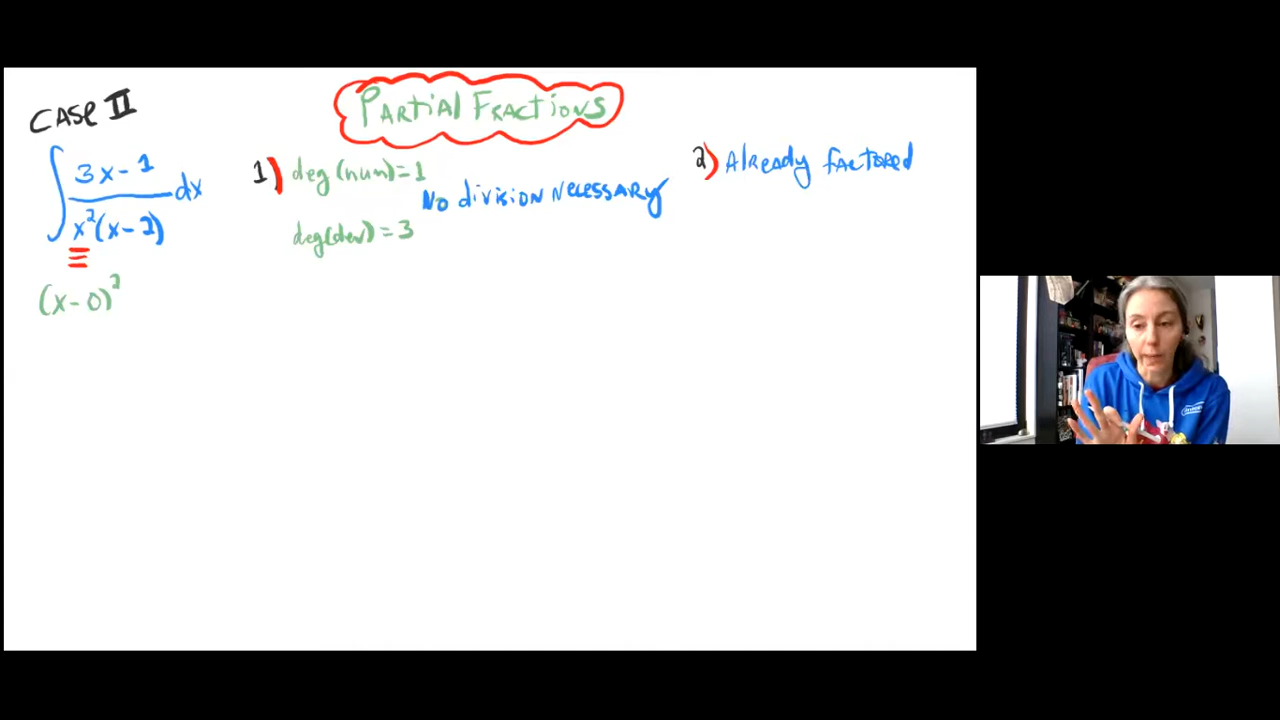 Partial Fractions
CASE II
∫ 3x-1 / x²(x-2) dx
(x-0)²
1) deg(num)=1
No division necessary
deg(den)=3
2) Already factored